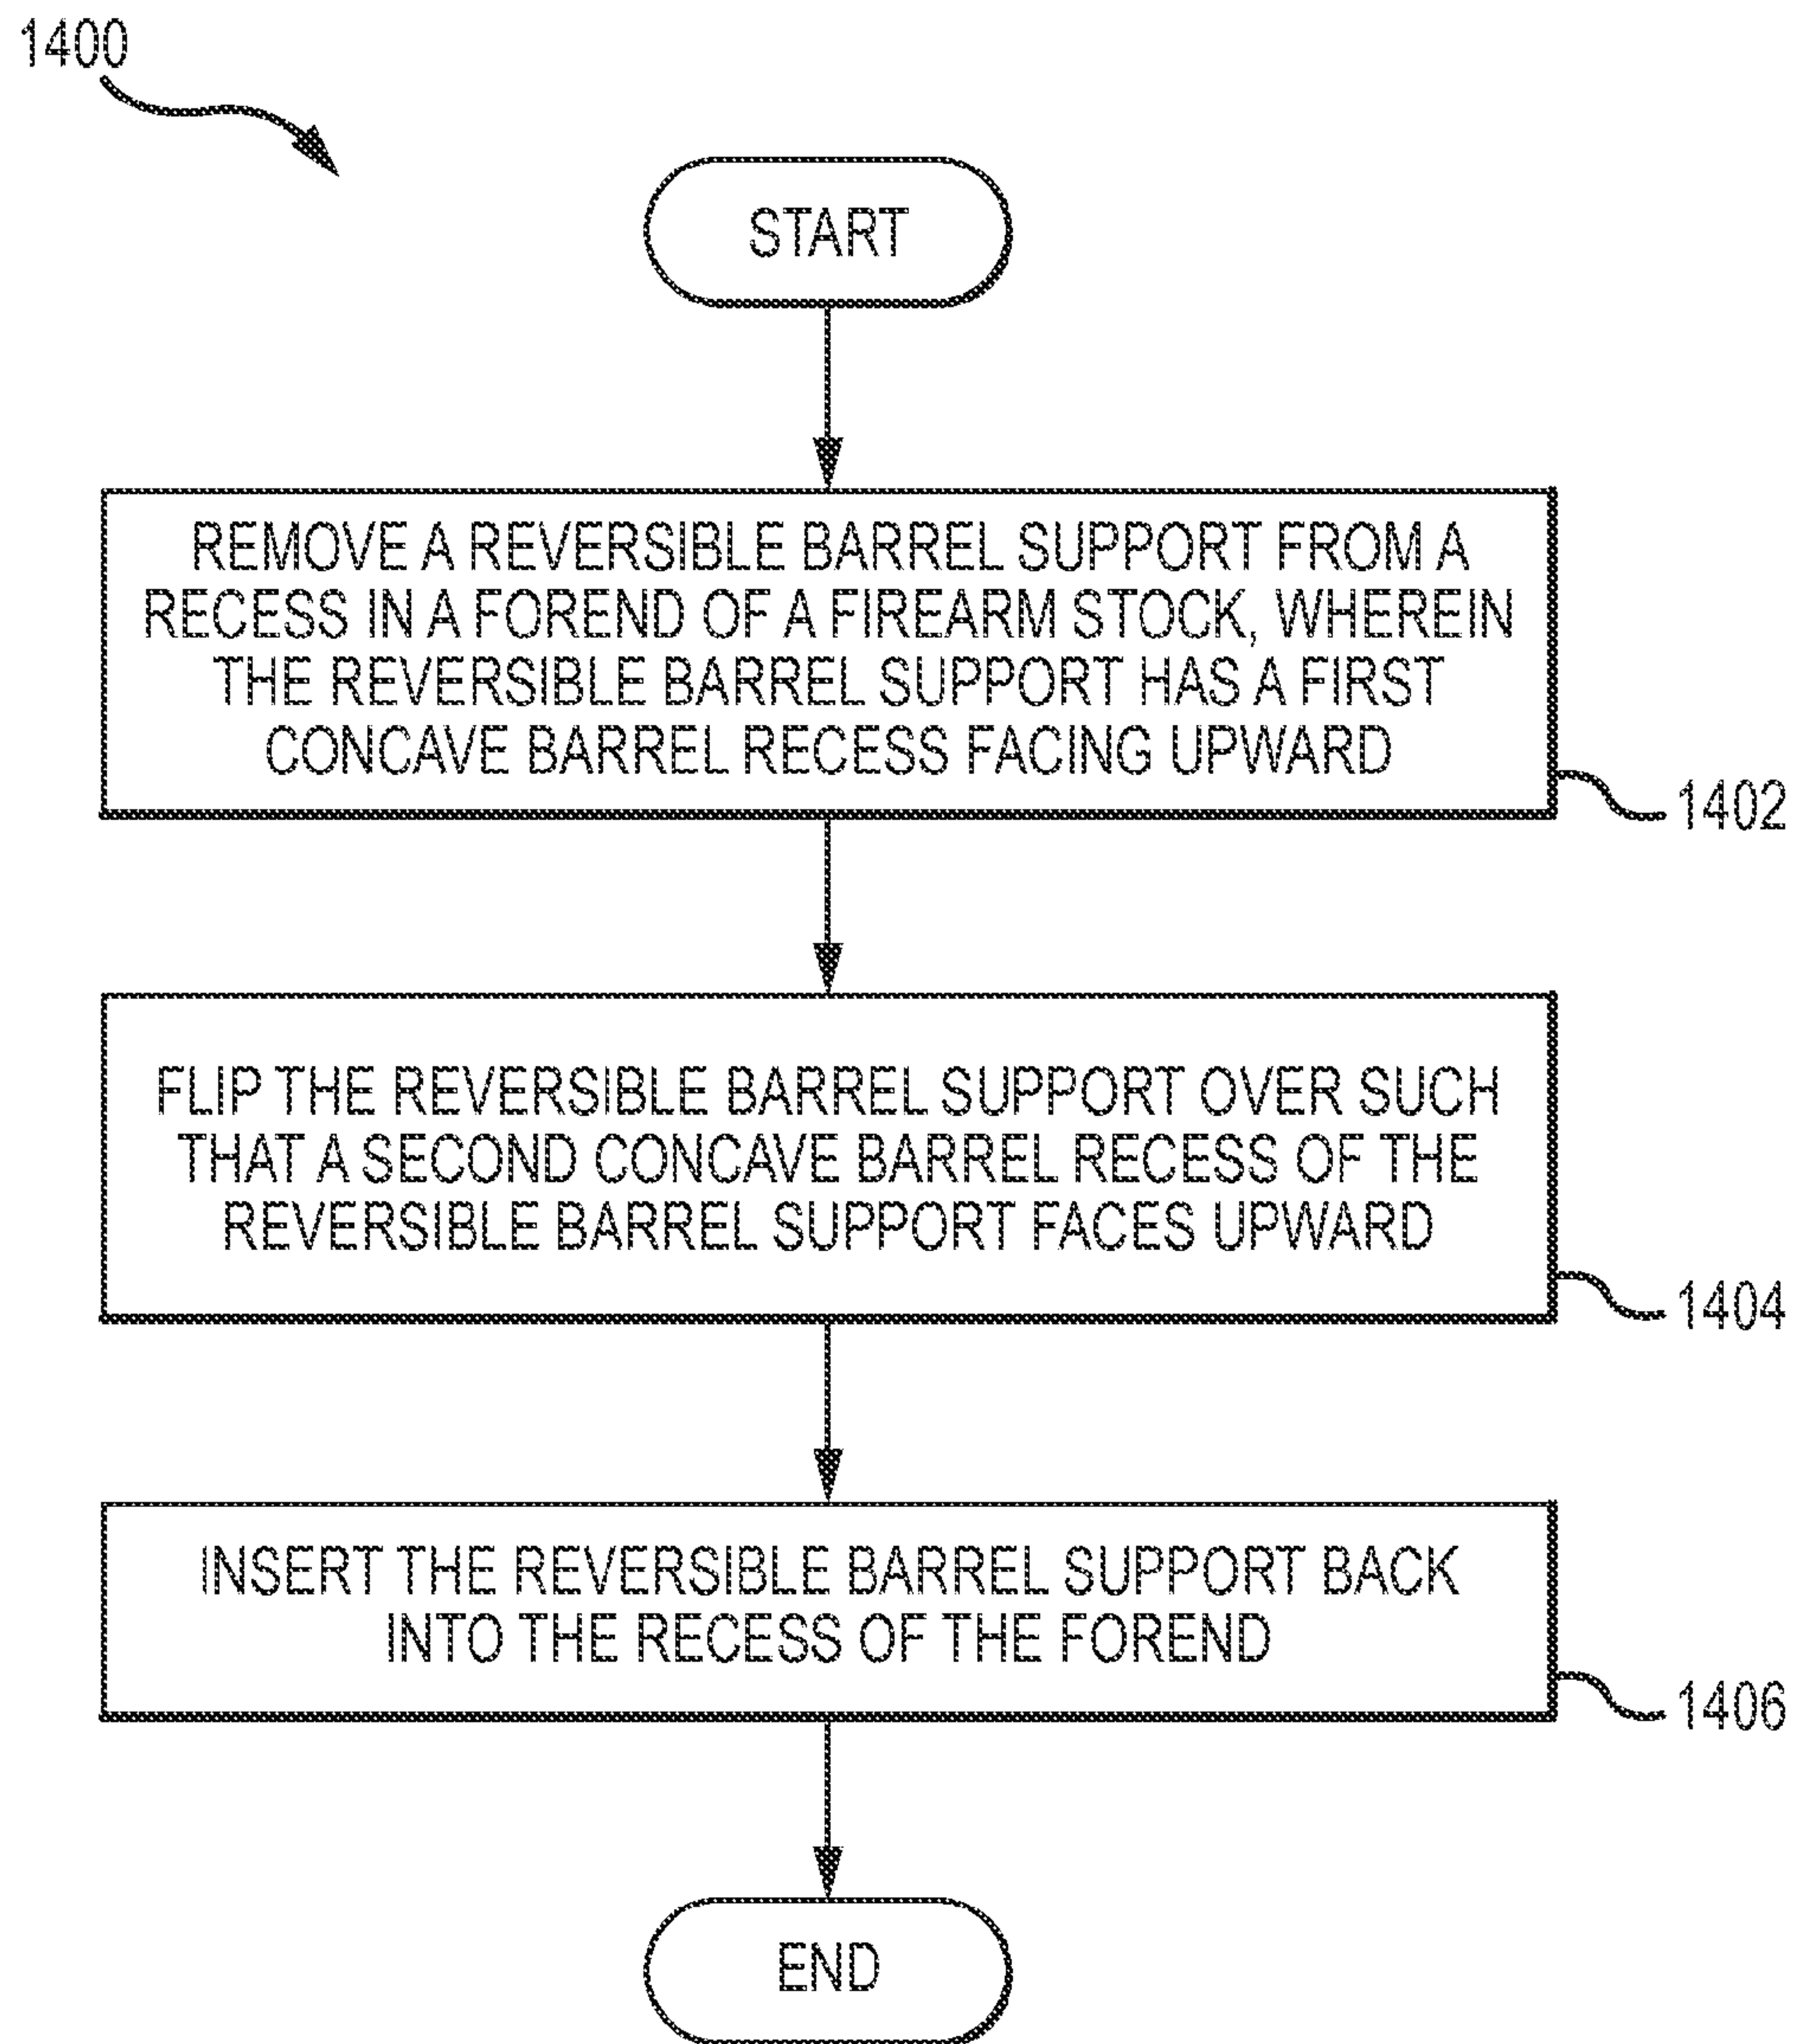 1400
START
REMOVE A REVERSIBLE BARREL SUPPORT FROM A
RECESS IN A FOREND OF A FIREARM STOCK, WHEREIN
THE REVERSIBLE BARREL SUPPORT HAS A FIRST
CONCAVE BARREL RECESS FACING UPWARD
1402
FLIP THE REVERSIBLE BARREL SUPPORT OVER SUCH
THAT A SECOND CONCAVE BARREL RECESS OF THE
REVERSIBLE BARREL SUPPORT FACES UPWARD
1404
INSERT THE REVERSIBLE BARREL SUPPORT BACK
INTO THE RECESS OF THE FOREND
1406
END